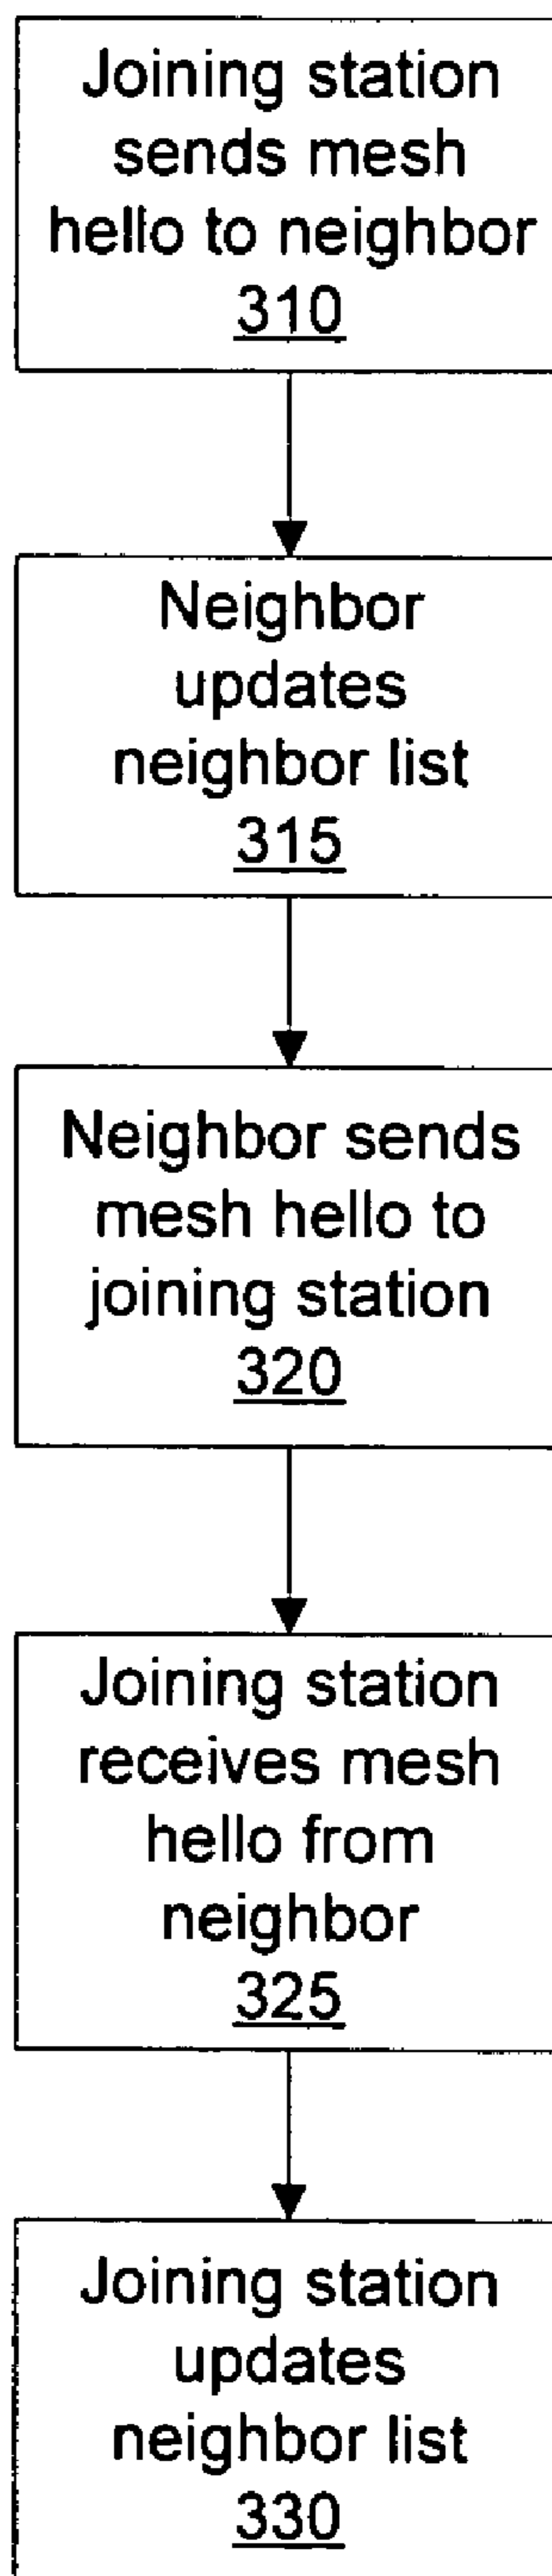 Joining station
sends mesh
hello to neighbor
310
Neighbor
updates
neighbor list
315
Neighbor sends
mesh hello to
joining station
320
Joining station
receives mesh
hello from
neighbor
325
Joining station
updates
neighbor list
330